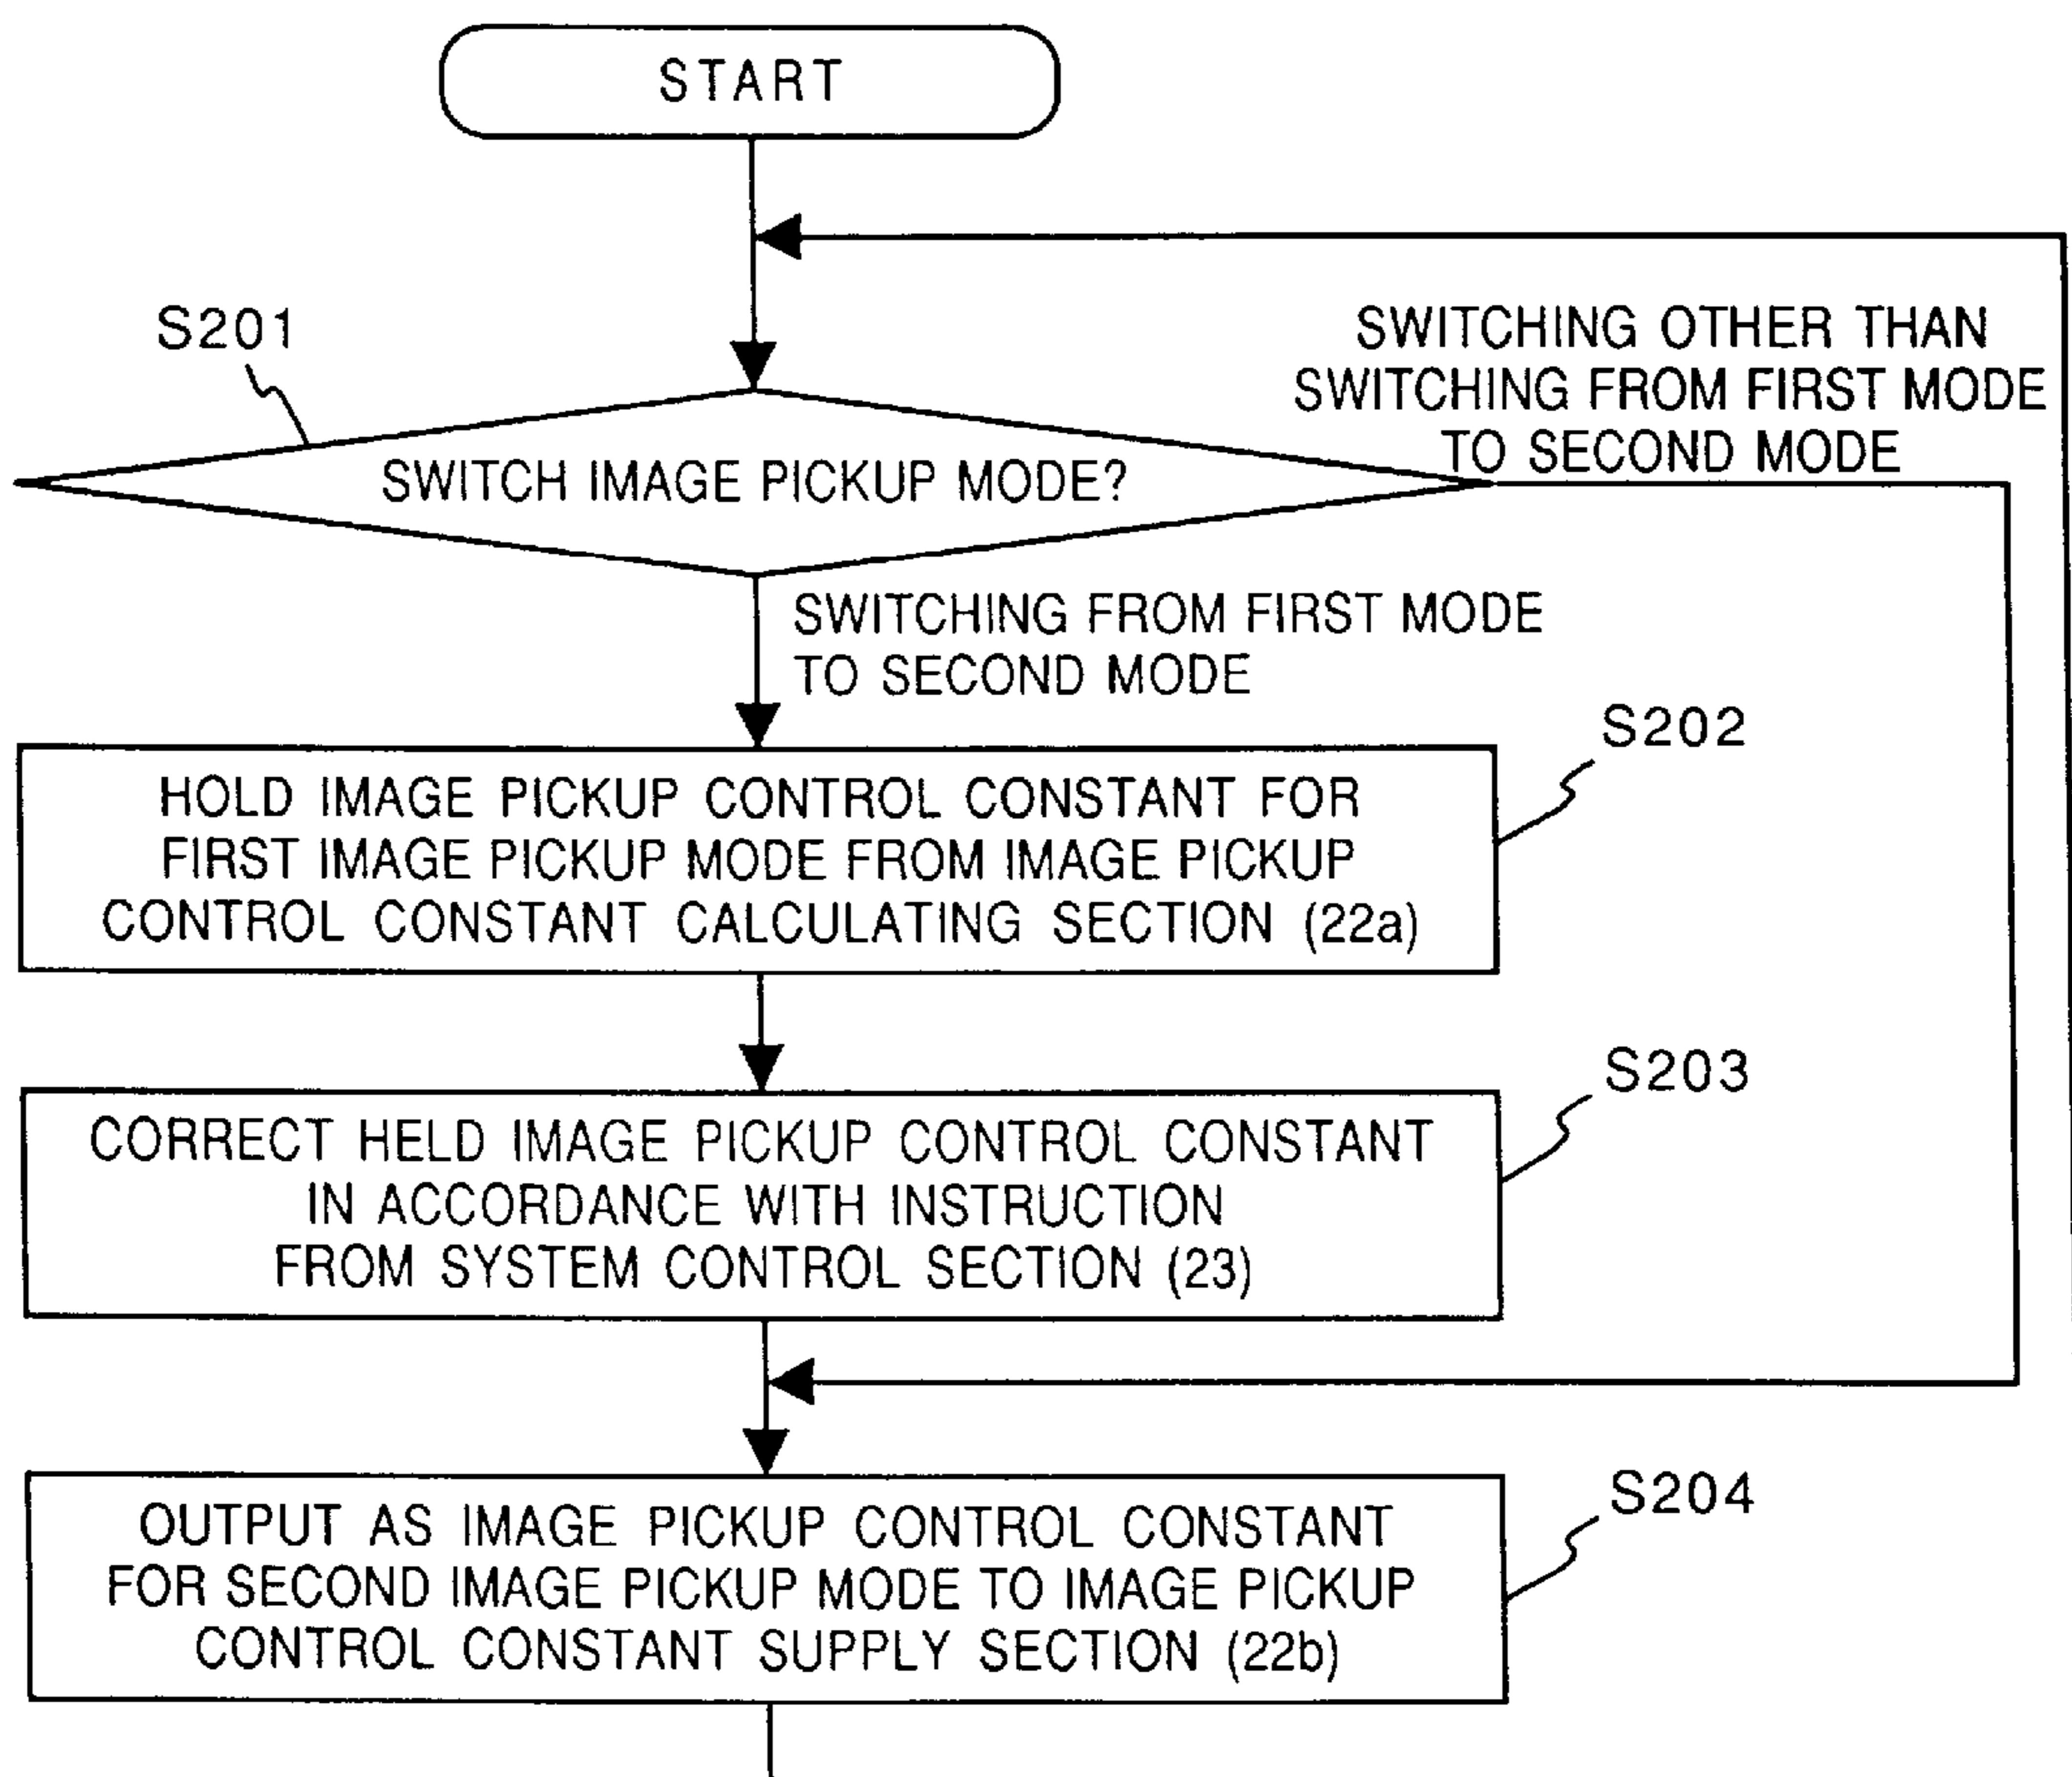 START
S201
SWITCHING OTHER THAN
SWITCHING FROM FIRST MODE
TO SECOND MODE
SWITCH IMAGE PICKUP MODE?
SWITCHING FROM FIRST MODE
TO SECOND MODE
S202
HOLD IMAGE PICKUP CONTROL CONSTANT FOR
FIRST IMAGE PICKUP MODE FROM IMAGE PICKUP
CONTROL CONSTANT CALCULATING SECTION (22a)
S203
CORRECT HELD IMAGE PICKUP CONTROL CONSTANT
IN ACCORDANCE WITH INSTRUCTION
FROM SYSTEM CONTROL SECTION (23)
S204
OUTPUT AS IMAGE PICKUP CONTROL CONSTANT
FOR SECOND IMAGE PICKUP MODE TO IMAGE PICKUP
CONTROL CONSTANT SUPPLY SECTION (22b)